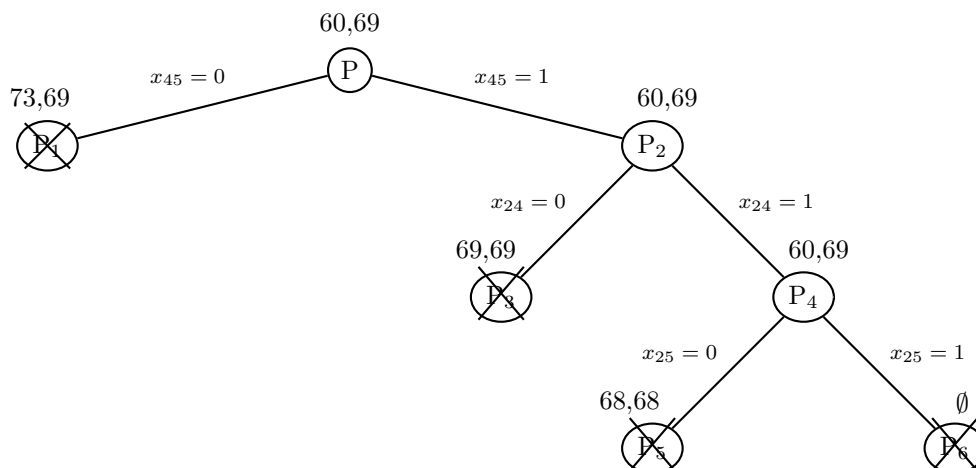 60,69
P
x₄₅ = 0
x₄₅ = 1
73,69
60,69
P₁
P₂
x₂₄ = 0
x₂₄ = 1
69,69
60,69
P₃
P₄
x₂₅ = 0
x₂₅ = 1
68,68
∅
P₅
P₆